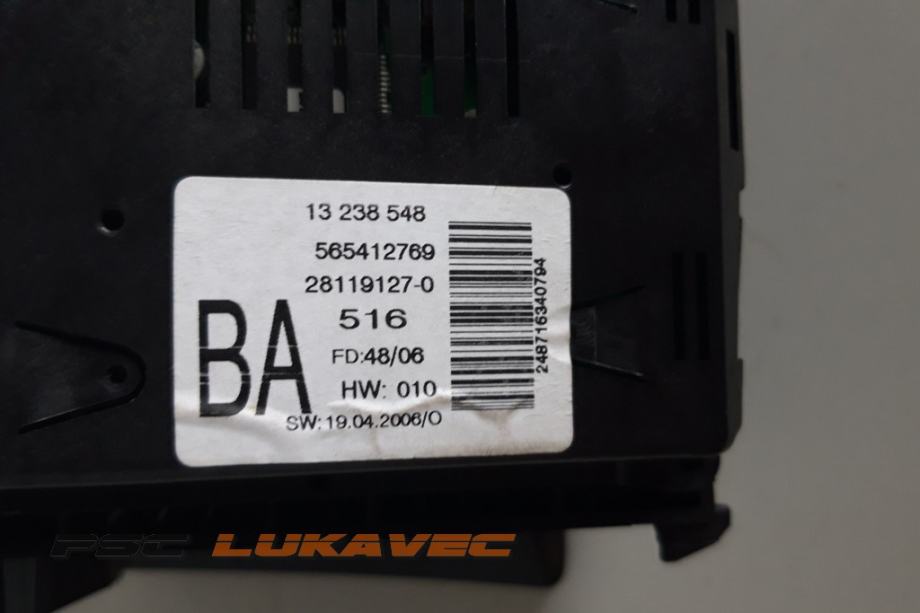 13 238 548
565412769
28119127-0
BA
516
FD:48/06
HW: 010
SW:19.04.2006/O
248716340794
PSC LUKAVEC